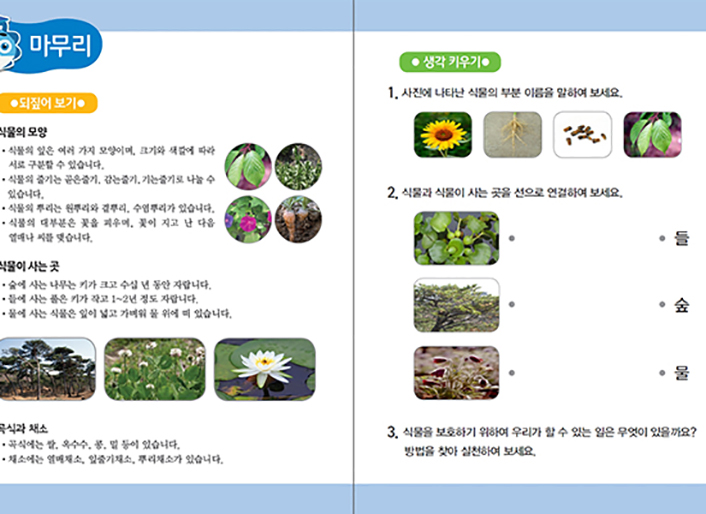 마무리
되짚어 보기
식물의 모양
• 식물의 잎은 여러 가지 모양이며, 크기와 색깔에 따라
서로 구분할 수 있습니다.
• 식물의 줄기는 곧은줄기, 감는줄기, 기는줄기로 나눌 수
있습니다.
• 식물의 뿌리는 원뿌리와 곁뿌리, 수염뿌리가 있습니다.
• 식물의 대부분은 꽃을 피우며, 꽃이 지고 난 다음
열매나 씨를 맺습니다.
식물이 사는 곳
• 숲에 사는 나무는 키가 크고 수십 년 동안 자랍니다.
• 들에 사는 풀은 키가 작고 1~2년 정도 자랍니다.
• 물에 사는 식물은 잎이 넓고 가벼워 물 위에 떠 있습니다.
곡식과 채소
• 곡식에는 쌀, 옥수수, 콩, 밀 등이 있습니다.
• 채소에는 열매채소, 잎줄기채소, 뿌리채소가 있습니다.
생각 키우기
1. 사진에 나타난 식물의 부분 이름을 말하여 보세요.
2. 식물과 식물이 사는 곳을 선으로 연결하여 보세요.
들
숲
물
3. 식물을 보호하기 위하여 우리가 할 수 있는 일은 무엇이 있을까요?
방법을 찾아 실천하여 보세요.